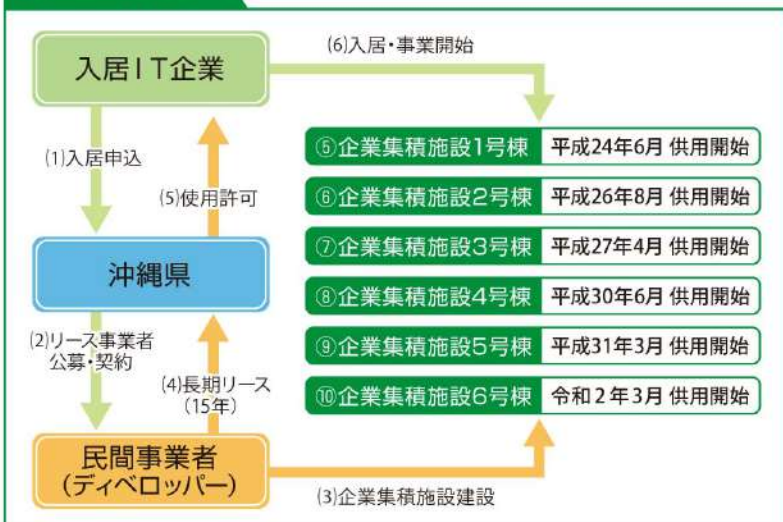 入居IT企業
(6)入居・事業開始
(1)入居申込
(5)使用許可
⑤企業集積施設1号棟 平成24年6月 供用開始
⑥企業集積施設2号棟 平成26年8月 供用開始
⑦企業集積施設3号棟 平成27年4月 供用開始
⑧企業集積施設4号棟 平成30年6月 供用開始
⑨企業集積施設5号棟 平成31年3月 供用開始
⑩企業集積施設6号棟 令和2年3月 供用開始
沖縄県
(2)リース事業者
公募・契約
(4)長期リース
(15年)
民間事業者
(ディベロッパー)
(3)企業集積施設建設